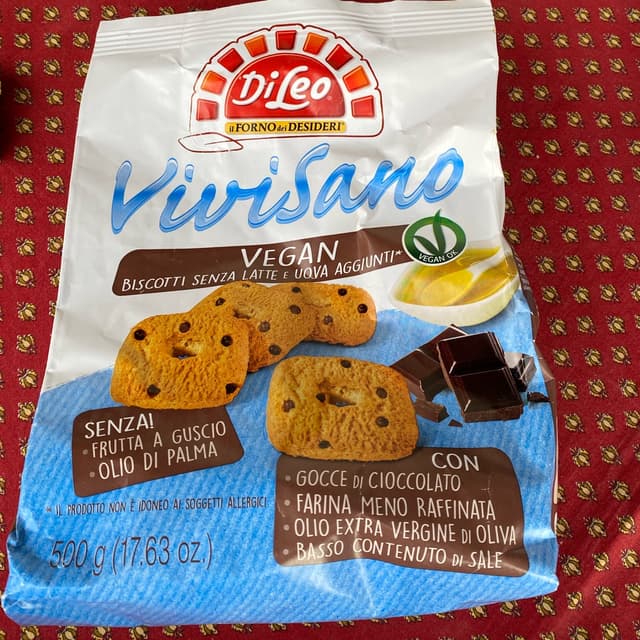 DiLeo
il FORNO dei DESIDERI®
ViviSano
VEGAN
BISCOTTI SENZA LATTE E UOVA AGGIUNTI*
VEGAN OK
SENZA!
• FRUTTA A GUSCIO
• OLIO DI PALMA
CON
• GOCCE DI CIOCCOLATO
• FARINA MENO RAFFINATA
• OLIO EXTRA VERGINE DI OLIVA
• BASSO CONTENUTO DI SALE
* IL PRODOTTO NON È IDONEO AI SOGGETTI ALLERGICI.
500 g (17.63 oz.)